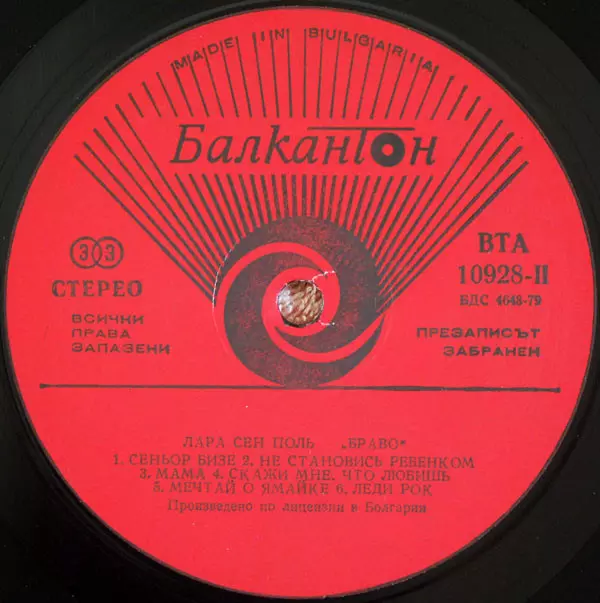 MADE IN BULGARIA
Балкантон
33
СТЕРЕО
ВСИЧНИ
ПРАВА
ЗАПАЗЕНИ
ВТА
10928-II
БДС 4648-79
ПРЕЗАПИСЪТ
ЗАБРАНЕН
ЛАРА СЕН ПОЛЬ „БРАВО"
1. СЕНЬОР БИЗЕ 2. НЕ СТАНОВИСЬ РЕБЕНКОМ
3. МАМА 4. СКАЖИ МНЕ. ЧТО ЛЮБИШЬ
5. МЕЧТАЙ О ЯМАЙКЕ 6. ЛЕДИ РОК
Произведено по лицензии в Болгарии